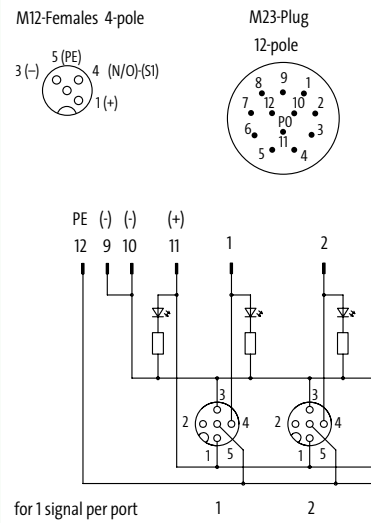 M12-Females 4-pole
M23-Plug
12-pole
5 (PE)
3 (–)
4 (N/O)-(S1)
1 (+)
8 9 1
7 12 10 2
P0
6 3
11
5 4
PE (-) (-) (+)
12 9 10 11 1 2
3 3
2 4 2 4
1 5 1 5
for 1 signal per port 1 2